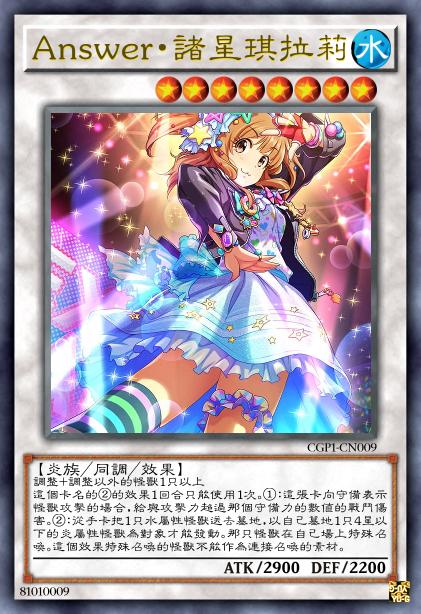 Answer・諸星琪拉莉
水
CGP1-CN009
【炎族/同調/效果】
調整+調整以外的怪獸1只以上
這個卡名的②的效果1回合只能使用1次。①：這張卡向守備表示
怪獸攻擊的場合，給與攻擊力超過那個守備力的數值的戰鬥傷
害。②：從手卡把1只水屬性怪獸送去墓地，以自己墓地1只4星以
下的炎屬性怪獸為對象才能發動。那只怪獸在自己場上特殊召
喚。這個效果特殊召喚的怪獸不能作為連接召喚的素材。
ATK/2900 DEF/2200
81010009